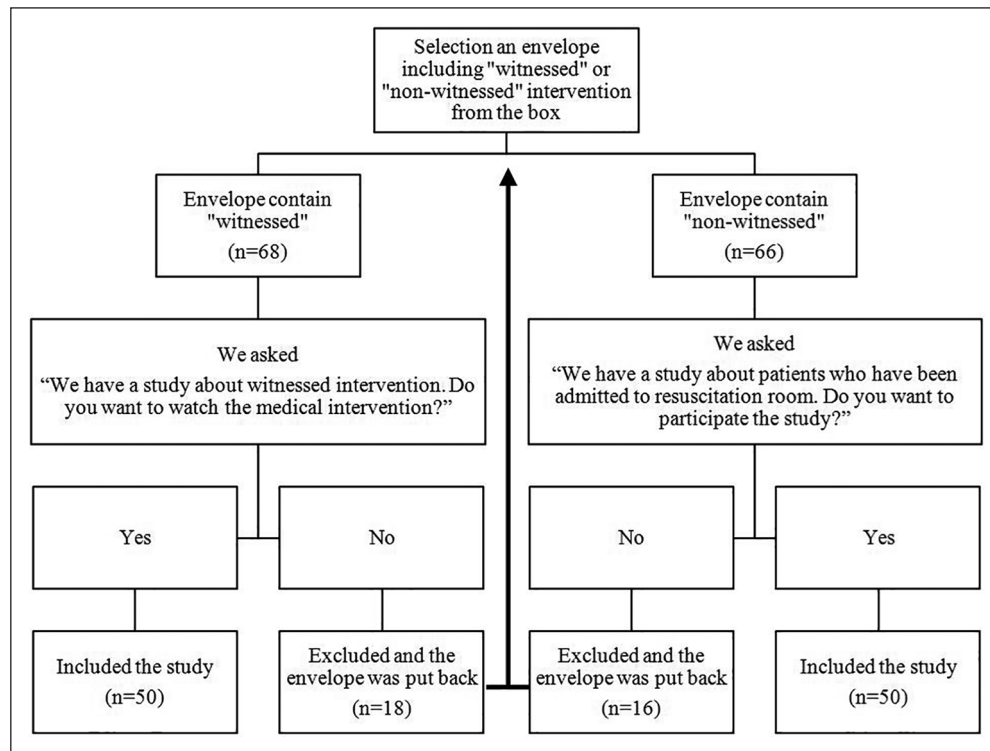 Selection an envelope
including "witnessed" or
"non-witnessed" intervention
from the box
Envelope contain
"witnessed"
(n=68)
Envelope contain
"non-witnessed"
(n=66)
We asked
“We have a study about witnessed intervention. Do
you want to watch the medical intervention?”
We asked
“We have a study about patients who have been
admitted to resuscitation room. Do you want to
participate the study?”
Yes
No
No
Yes
Included the study
(n=50)
Excluded and the
envelope was put back
(n=18)
Excluded and the
envelope was put back
(n=16)
Included the study
(n=50)